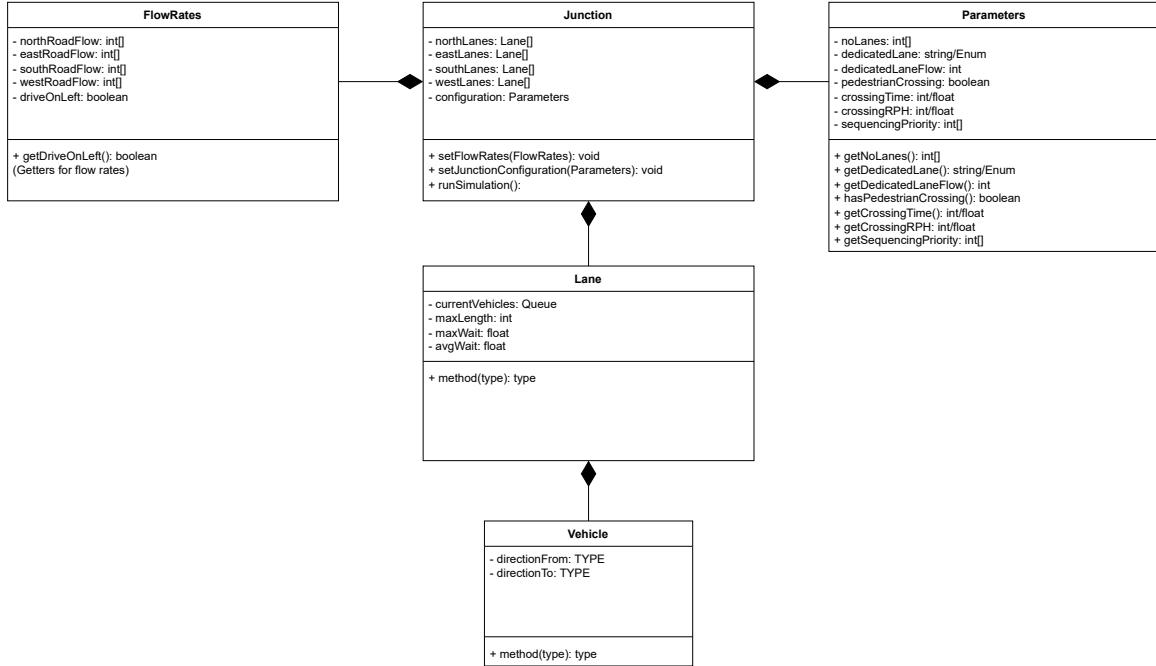 FlowRates
- northRoadFlow: int[]
- eastRoadFlow: int[]
- southRoadFlow: int[]
- westRoadFlow: int[]
- driveOnLeft: boolean
+ getDriveOnLeft(): boolean
(Getters for flow rates)
Junction
- northLanes: Lane[]
- eastLanes: Lane[]
- southLanes: Lane[]
- westLanes: Lane[]
- configuration: Parameters
+ setFlowRates(FlowRates): void
+ setJunctionConfiguration(Parameters): void
+ runSimulation():
Parameters
- noLanes: int[]
- dedicatedLane: string/Enum
- dedicatedLaneFlow: int
- pedestrianCrossing: boolean
- crossingTime: int/float
- crossingRPH: int/float
- sequencingPriority: int[]
+ getNoLanes(): int[]
+ getDedicatedLane(): string/Enum
+ getDedicatedLaneFlow(): int
+ hasPedestrianCrossing(): boolean
+ getCrossingTime(): int/float
+ getCrossingRPH: int/float
+ getSequencingPriority: int[]
Lane
- currentVehicles: Queue
- maxLength: int
- maxWait: float
- avgWait: float
+ method(type): type
Vehicle
- directionFrom: TYPE
- directionTo: TYPE
+ method(type): type